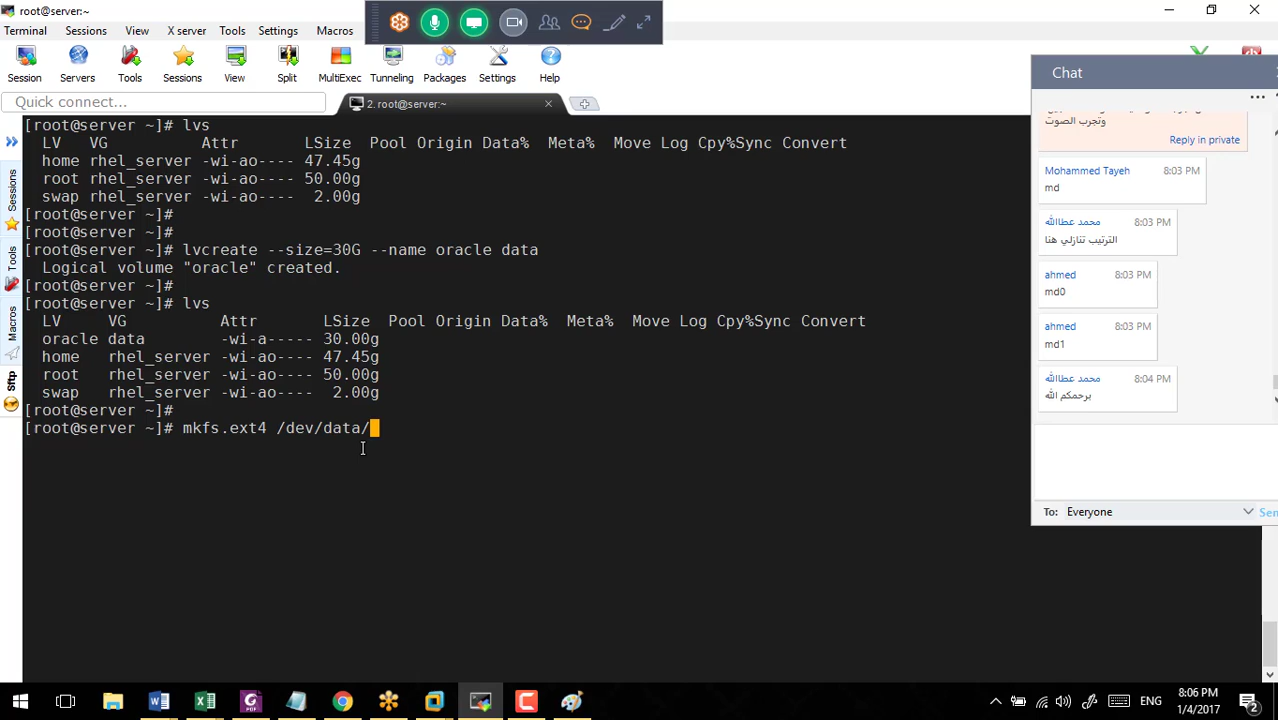 root@server:~
Terminal Sessions View X server Tools Settings Macros
Session Servers Tools Sessions View Split MultiExec Tunneling Packages Settings Help
Quick connect...
2. root@server:~
Sessions
Tools
Macros
Sftp
[root@server ~]# lvs
LV VG Attr LSize Pool Origin Data% Meta% Move Log Cpy%Sync Convert
home rhel_server -wi-ao---- 47.45g
root rhel_server -wi-ao---- 50.00g
swap rhel_server -wi-ao---- 2.00g
[root@server ~]#
[root@server ~]#
[root@server ~]# lvcreate --size=30G --name oracle data
Logical volume "oracle" created.
[root@server ~]#
[root@server ~]# lvs
LV VG Attr LSize Pool Origin Data% Meta% Move Log Cpy%Sync Convert
oracle data -wi-a----- 30.00g
home rhel_server -wi-ao---- 47.45g
root rhel_server -wi-ao---- 50.00g
swap rhel_server -wi-ao---- 2.00g
[root@server ~]#
[root@server ~]# mkfs.ext4 /dev/data/
Chat
وتجرب الصوت
Reply in private
Mohammed Tayeh 8:03 PM
md
محمد عطاالله 8:03 PM
الترتيب تنازلي هنا
ahmed 8:03 PM
md0
ahmed 8:03 PM
md1
محمد عطاالله 8:04 PM
يرحمكم الله
To: Everyone
ENG
8:06 PM
1/4/2017
2